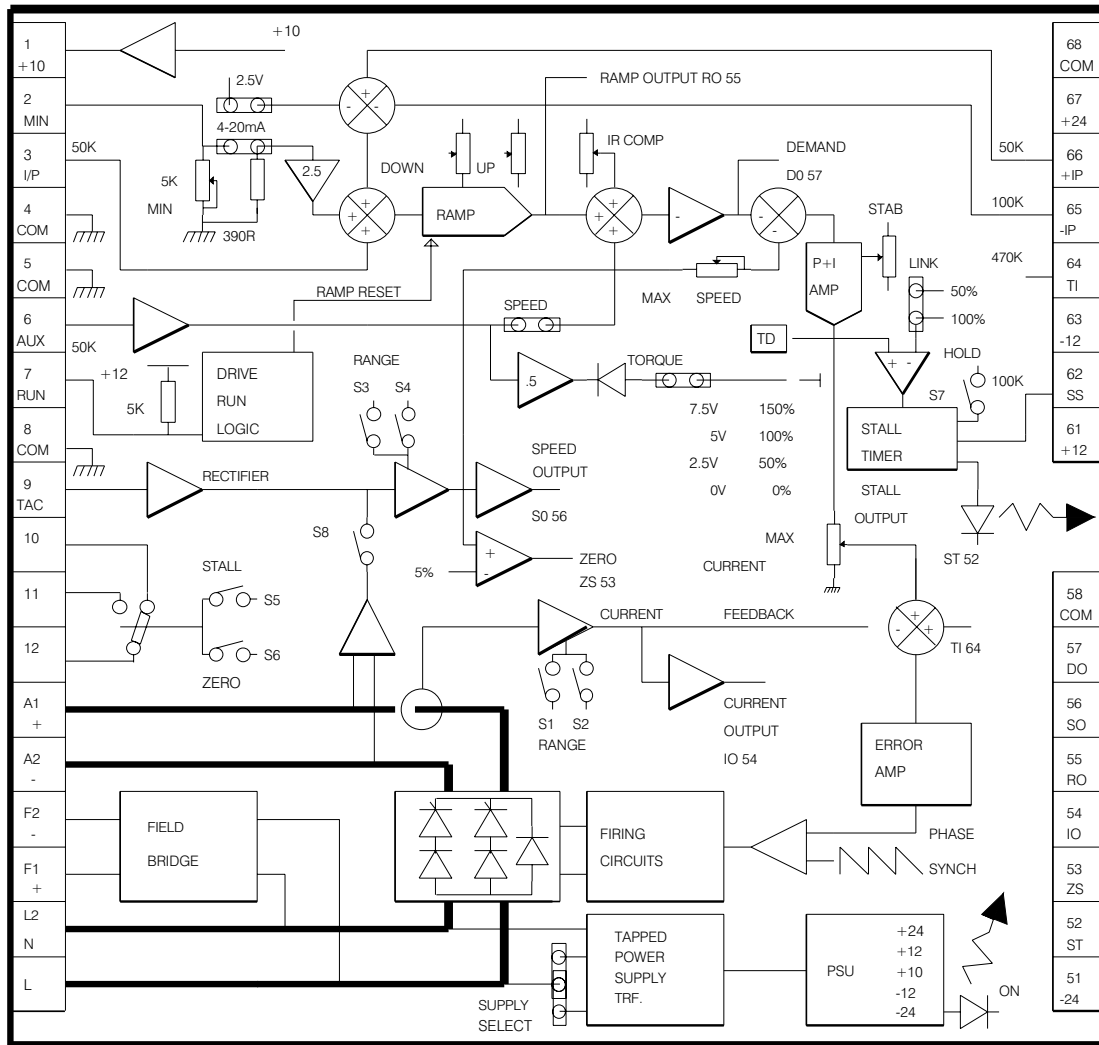 1
+10
2
MIN
3
I/P
4
COM
5
COM
6
AUX
7
RUN
8
COM
9
TAC
10
11
12
A1
+
A2
-
F2
-
F1
+
L2
N
L
+10
2.5V
4-20mA
50K
5K
MIN
390R
2.5
DOWN
UP
RAMP
RAMP OUTPUT RO 55
IR COMP
DEMAND
D0 57
+
- -
+
+ +
+
+
+ +
+
-
-
-
STAB
P+I
AMP
LINK
50%
100%
RAMP RESET
MAX SPEED
SPEED
50K
+12
5K
DRIVE
RUN
LOGIC
RANGE
S3 S4
.5
TORQUE
7.5V 150%
5V 100%
2.5V 50%
0V 0%
TD
+ -
HOLD
S7
100K
STALL
TIMER
STALL
OUTPUT
ST 52
RECTIFIER
S8
SPEED
OUTPUT
S0 56
+
-
5%
ZERO
ZS 53
MAX
CURRENT
STALL
S5
S6
ZERO
CURRENT FEEDBACK
- +
+
TI 64
S1 S2
RANGE
CURRENT
OUTPUT
IO 54
ERROR
AMP
FIELD
BRIDGE
FIRING
CIRCUITS
PHASE
SYNCH
SUPPLY
SELECT
TAPPED
POWER
SUPPLY
TRF.
PSU
+24
+12
+10
-12
-24
ON
50K
100K
470K
68
COM
67
+24
66
+IP
65
-IP
64
TI
63
-12
62
SS
61
+12
58
COM
57
DO
56
SO
55
RO
54
IO
53
ZS
52
ST
51
-24